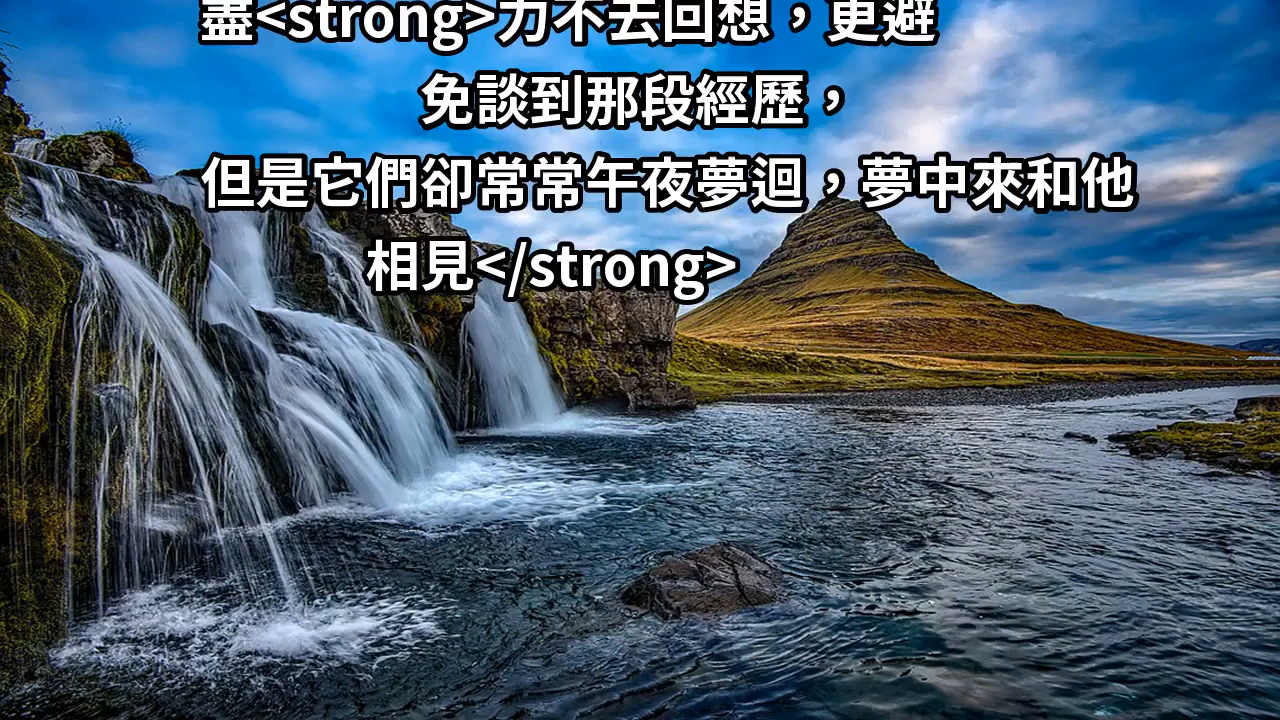 盡<strong>力不去回想，更避
免談到那段經歷，
但是它們卻常常午夜夢迴，夢中來和他
相見</strong>